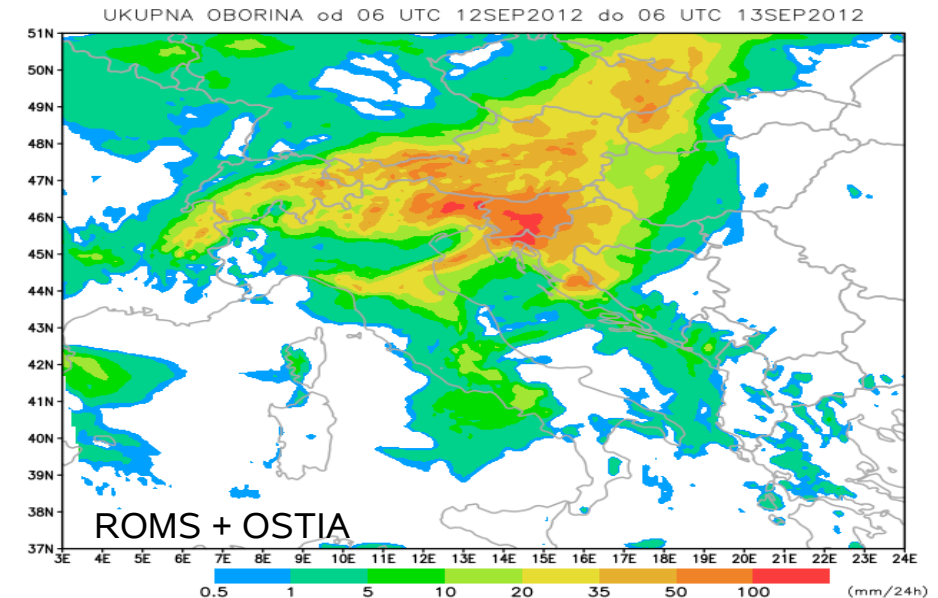 UKUPNA OBORINA od 06 UTC 12SEP2012 do 06 UTC 13SEP2012
51N
50N
49N
48N
47N
46N
45N
44N
43N
42N
41N
40N
39N
38N
37N
ROMS + OSTIA
3E 4E 5E 6E 7E 8E 9E 10E 11E 12E 13E 14E 15E 16E 17E 18E 19E 20E 21E 22E 23E 24E
0.5 1 5 10 20 35 50 100 (mm/24h)